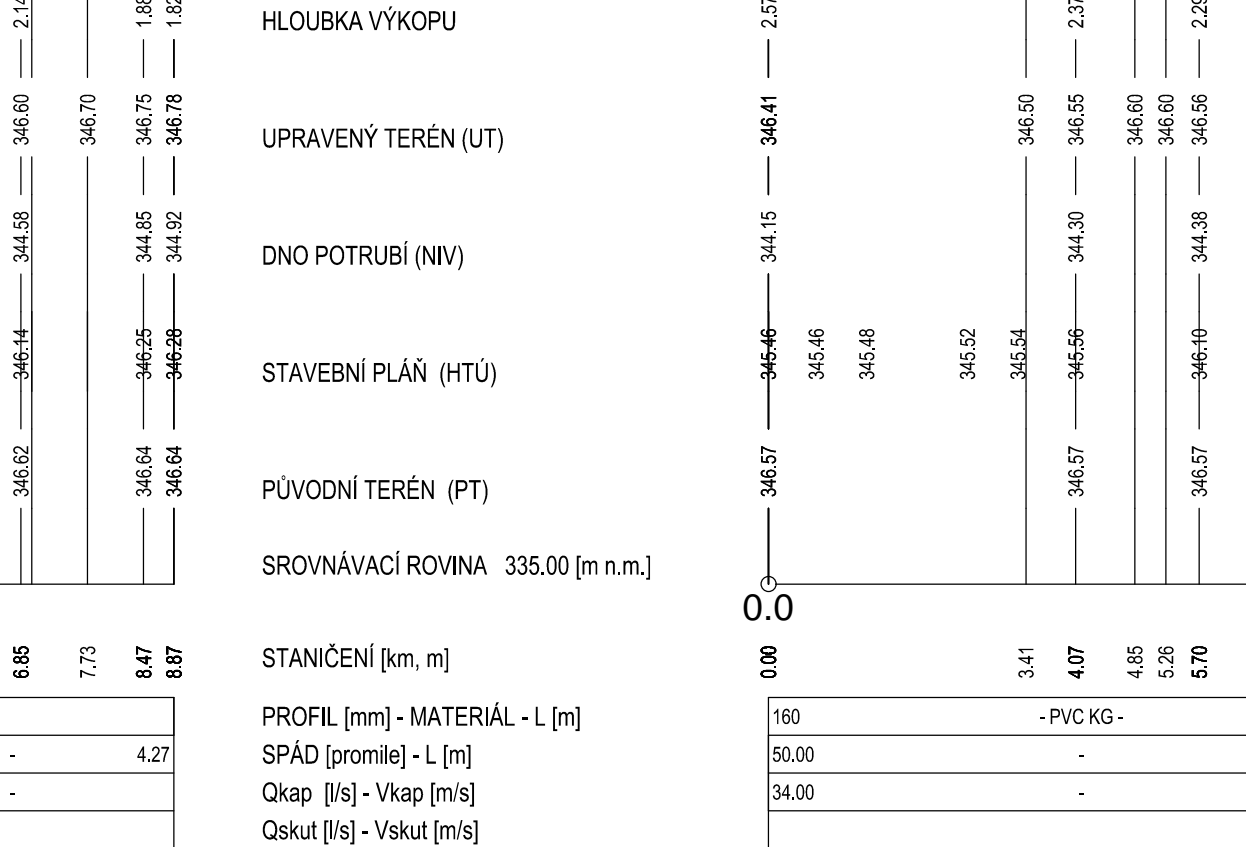 2.14 1.88 1.82 HLOUBKA VÝKOPU 2.57 2.37 2.29
346.60 346.70 346.75 346.78 UPRAVENÝ TERÉN (UT) 346.41 346.50 346.55 346.60 346.60 346.56
344.58 344.85 344.92 DNO POTRUBÍ (NIV) 344.15 344.30 344.38
346.14 346.25 346.28 STAVEBNÍ PLÁŇ (HTÚ) 345.46 345.46 345.48 345.52 345.54 345.56 346.10
346.62 346.64 346.64 PŮVODNÍ TERÉN (PT) 346.57 346.57 346.57
SROVNÁVACÍ ROVINA 335.00 [m n.m.]
0.0
6.85 7.73 8.47 8.87 STANIČENÍ [km, m] 0.00 3.41 4.07 4.85 5.26 5.70
PROFIL [mm] - MATERIÁL - L [m] 160 - PVC KG -
- 4.27 SPÁD [promile] - L [m] 50.00 -
- Qkap [l/s] - Vkap [m/s] 34.00 -
Qskut [l/s] - Vskut [m/s]